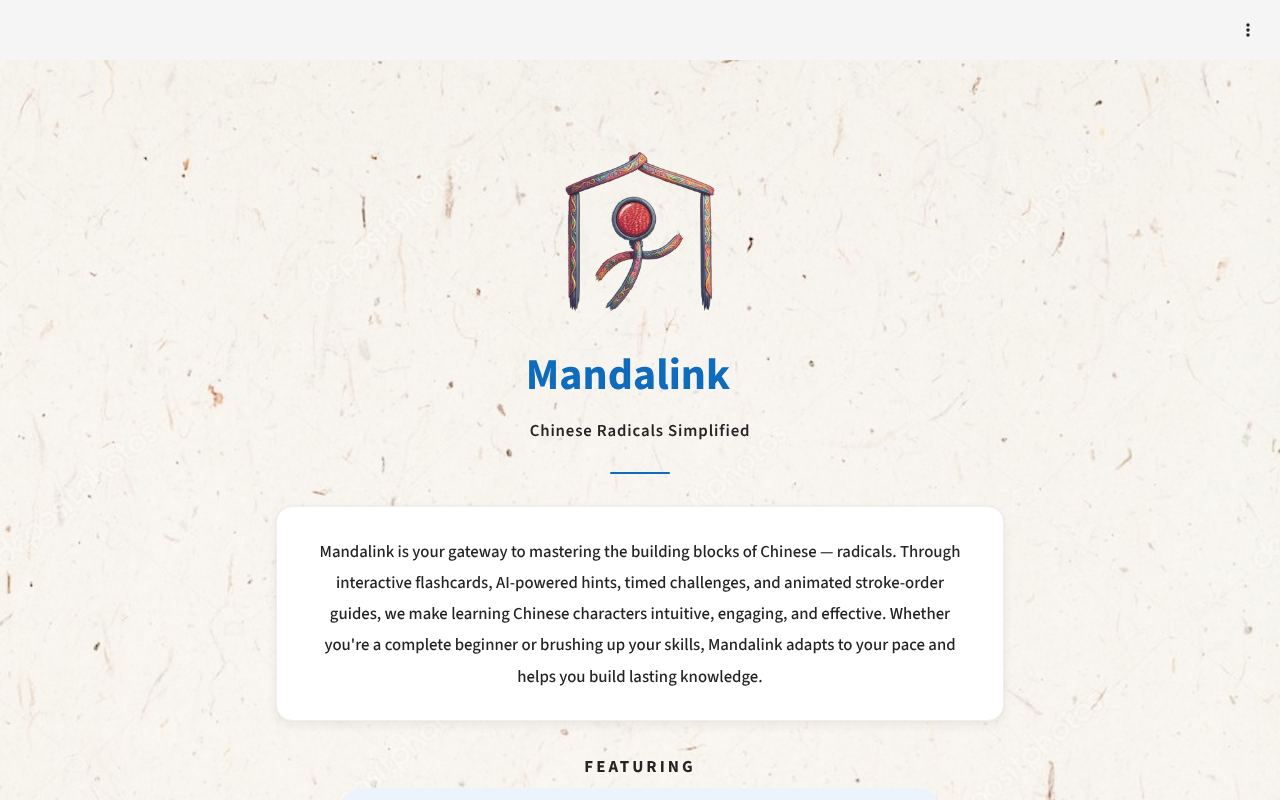 Mandalink
Chinese Radicals Simplified
Mandalink is your gateway to mastering the building blocks of Chinese — radicals. Through
interactive flashcards, AI-powered hints, timed challenges, and animated stroke-order
guides, we make learning Chinese characters intuitive, engaging, and effective. Whether
you're a complete beginner or brushing up your skills, Mandalink adapts to your pace and
helps you build lasting knowledge.
FEATURING